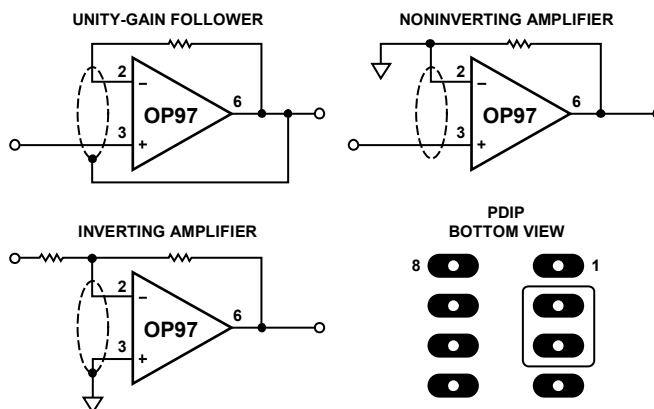 UNITY-GAIN FOLLOWER
2
−
OP97
6
3
+
NONINVERTING AMPLIFIER
2
−
OP97
6
3
+
INVERTING AMPLIFIER
2
−
OP97
6
3
+
PDIP
BOTTOM VIEW
8 1